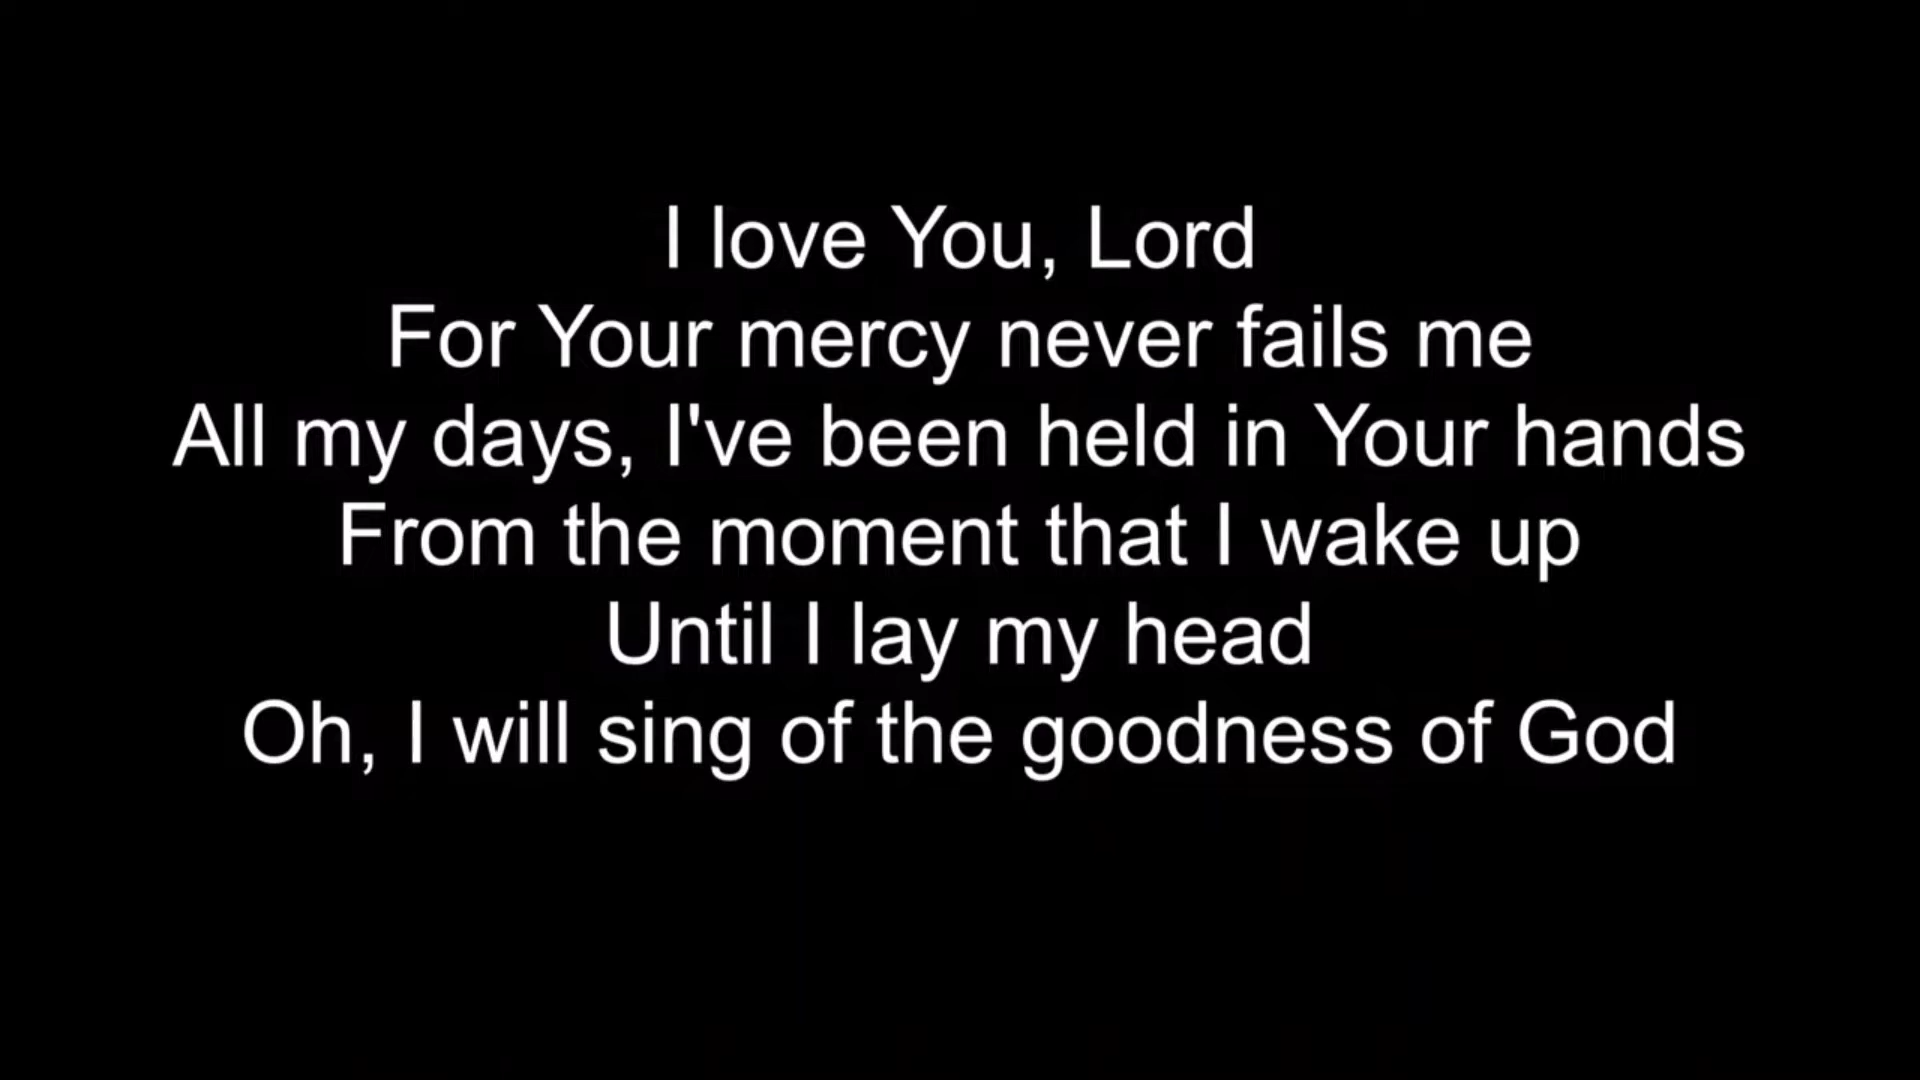 I love You, Lord
For Your mercy never fails me
All my days, I've been held in Your hands
From the moment that I wake up
Until I lay my head
Oh, I will sing of the goodness of God